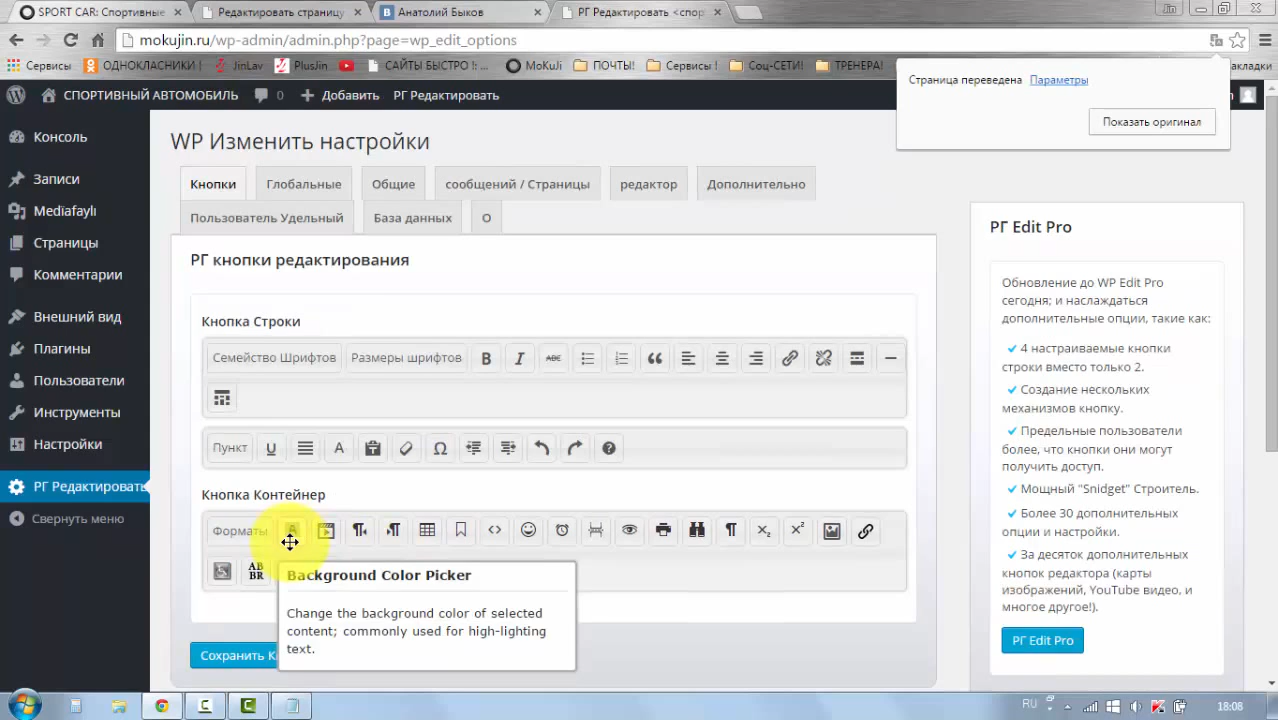 SPORT CAR: Спортивные
Редактировать страницу
Анатолий Быков
РГ Редактировать <спор
mokujin.ru/wp-admin/admin.php?page=wp_edit_options
Сервисы
ОДНОКЛАСНИКИ !
JinLav
PlusJin
САЙТЫ БЫСТРО !:.
MoKuJi
ПОЧТЫ!
Сервисы !
Соц-СЕТИ!
ТРЕНЕРА!
акладки
Страница переведена Параметры
Показать оригинал
СПОРТИВНЫЙ АВТОМОБИЛЬ
0
Добавить
РГ Редактировать
Консоль
Записи
Mediafaylı
Страницы
Комментарии
Внешний вид
Плагины
Пользователи
Инструменты
Настройки
РГ Редактировать
Свернуть меню
WP Изменить настройки
Кнопки
Глобальные
Общие
сообщений / Страницы
редактор
Дополнительно
Пользователь Удельный
База данных
О
РГ кнопки редактирования
Кнопка Строки
Семейство Шрифтов
Размеры шрифтов
B
I
ABC
Пункт
U
A
Ω
Кнопка Контейнер
Форматы
A
AB
BR
Background Color Picker
Change the background color of selected
content; commonly used for high-lighting
text.
Сохранить К
РГ Edit Pro
Обновление до WP Edit Pro
сегодня; и наслаждаться
дополнительные опции, такие как:
4 настраиваемые кнопки
строки вместо только 2.
Создание нескольких
механизмов кнопку.
Предельные пользователи
более, что кнопки они могут
получить доступ.
Мощный "Snidget" Строитель.
Более 30 дополнительных
опции и настройки.
За десяток дополнительных
кнопок редактора (карты
изображений, YouTube видео, и
многое другое!).
РГ Edit Pro
RU
18:08